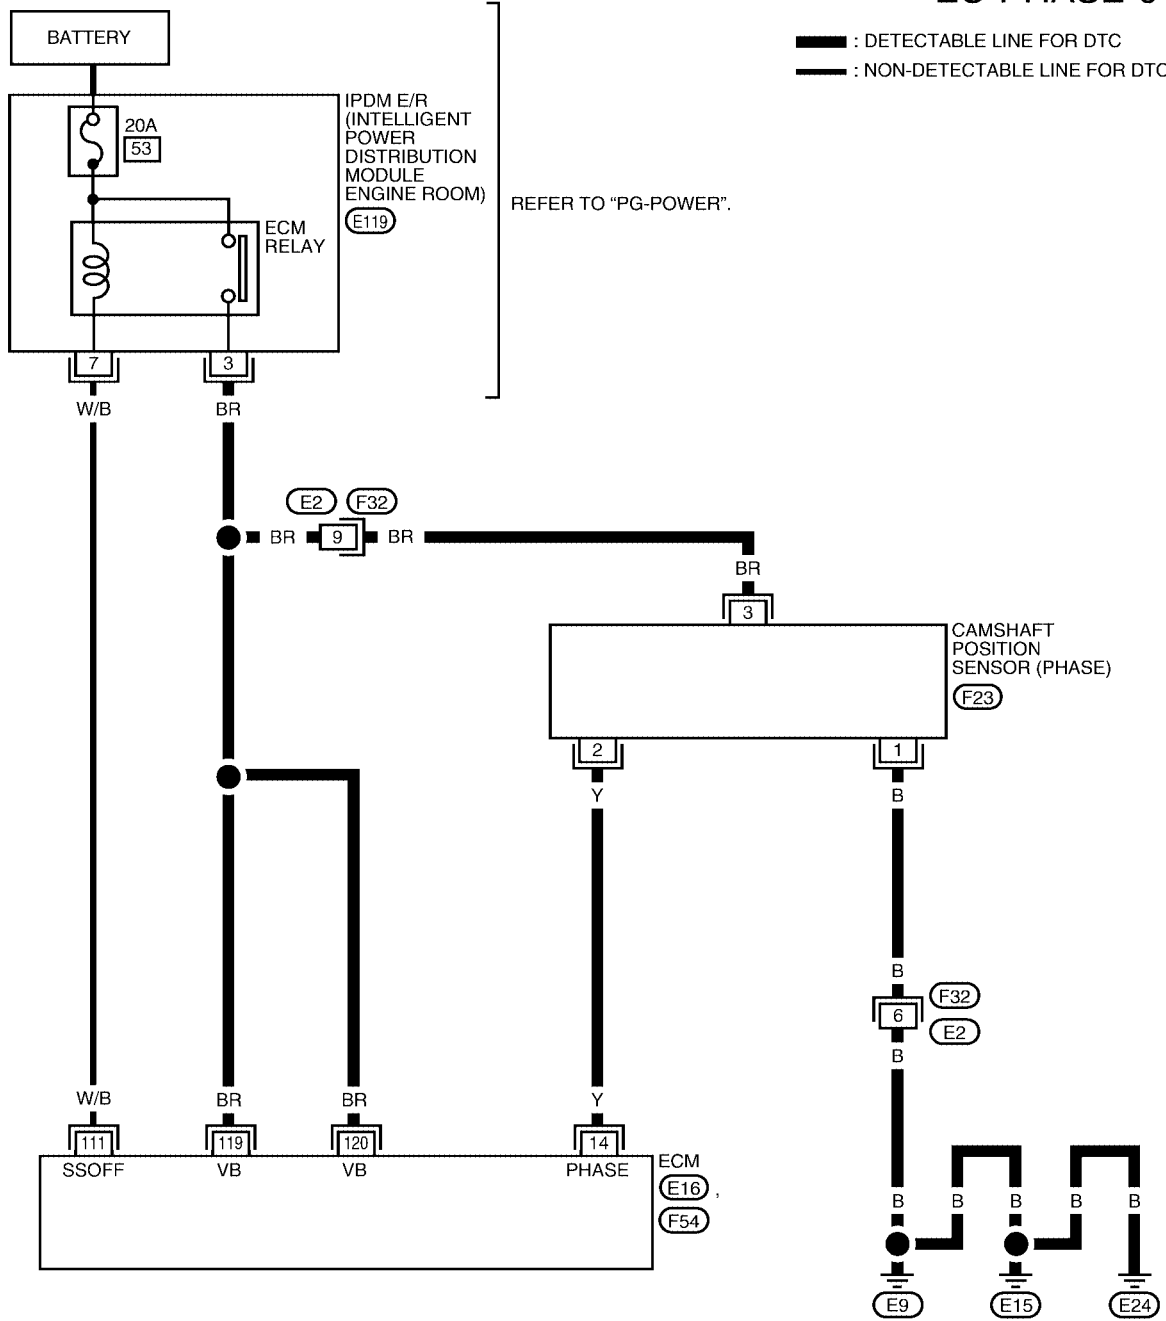 BATTERY
: DETECTABLE LINE FOR DTC
: NON-DETECTABLE LINE FOR DTC
20A
53
IPDM E/R
(INTELLIGENT
POWER
DISTRIBUTION
MODULE
ENGINE ROOM)
E119
REFER TO “PG-POWER”.
ECM
RELAY
7
3
W/B
BR
E2
F32
BR
9
BR
BR
3
CAMSHAFT
POSITION
SENSOR (PHASE)
F23
2
1
Y
B
B
F32
6
E2
B
W/B
BR
BR
Y
111
119
120
14
SSOFF
VB
VB
PHASE
ECM
E16 ,
F54
B
B
B
B
B
E9
E15
E24